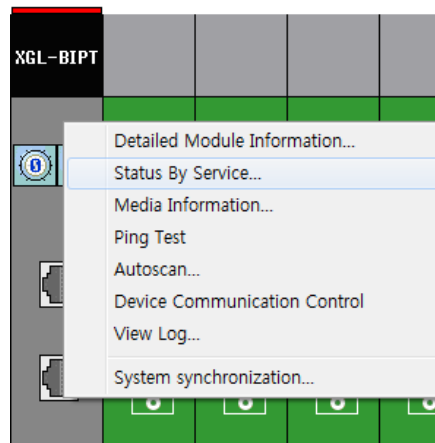 XGL-BIPT
Detailed Module Information...
Status By Service...
Media Information...
Ping Test
Autoscan...
Device Communication Control
View Log...
System synchronization...